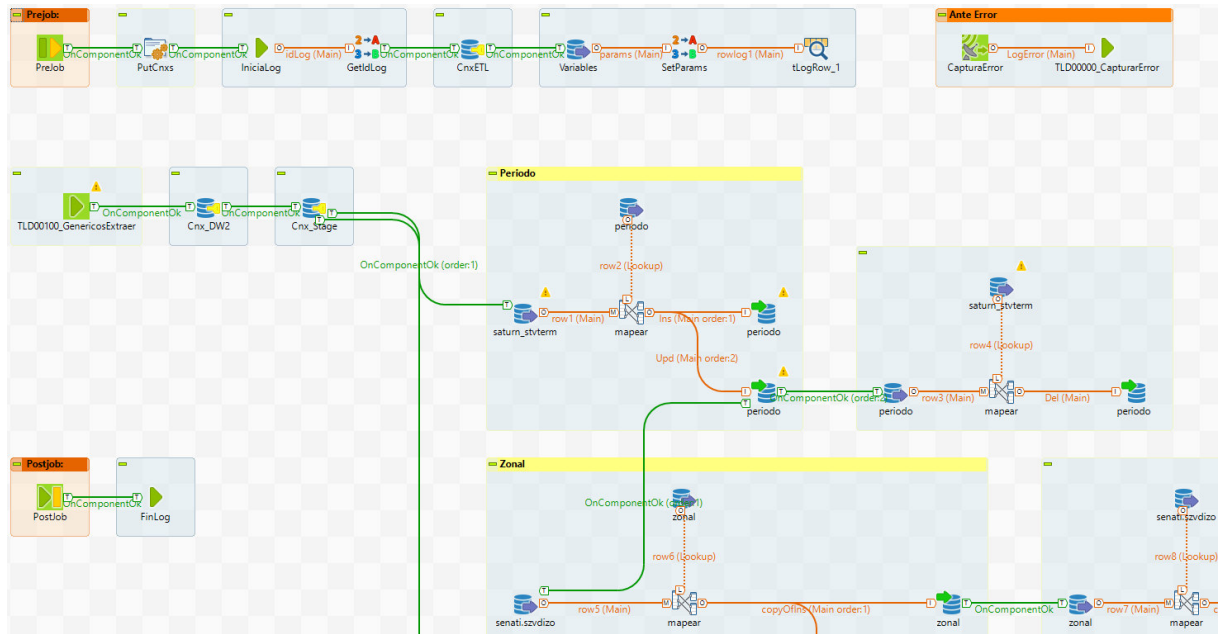 Prejob:
Ante Error
OnComponentOk
OnComponentOk
idLog (Main)
OnComponentOk
OnComponentOk
params (Main)
rowlog1 (Main)
LogError (Main)
PreJob
PutCnxs
IniciaLog
GetIdLog
CnxETL
Variables
SetParams
tLogRow_1
CapturaError
TLD00000_CapturarError
Periodo
OnComponentOk
OnComponentOk
TLD00100_GenericosExtraer
Cnx_DW2
Cnx_Stage
periodo
OnComponentOk (order:1)
row2 (Lookup)
saturn_stvterm
row1 (Main)
Ins (Main order:1)
saturn_stvterm
mapear
periodo
row4 (Lookup)
Upd (Main order:2)
OnComponentOk (order:2)
row3 (Main)
Del (Main)
periodo
periodo
mapear
periodo
Postjob:
Zonal
OnComponentOk
OnComponentOk (order:1)
PostJob
FinLog
zonal
senati.szvdizo
row6 (Lookup)
row8 (Lookup)
row5 (Main)
copyOfIns (Main order:1)
OnComponentOk
row7 (Main)
senati.szvdizo
mapear
zonal
zonal
mapear